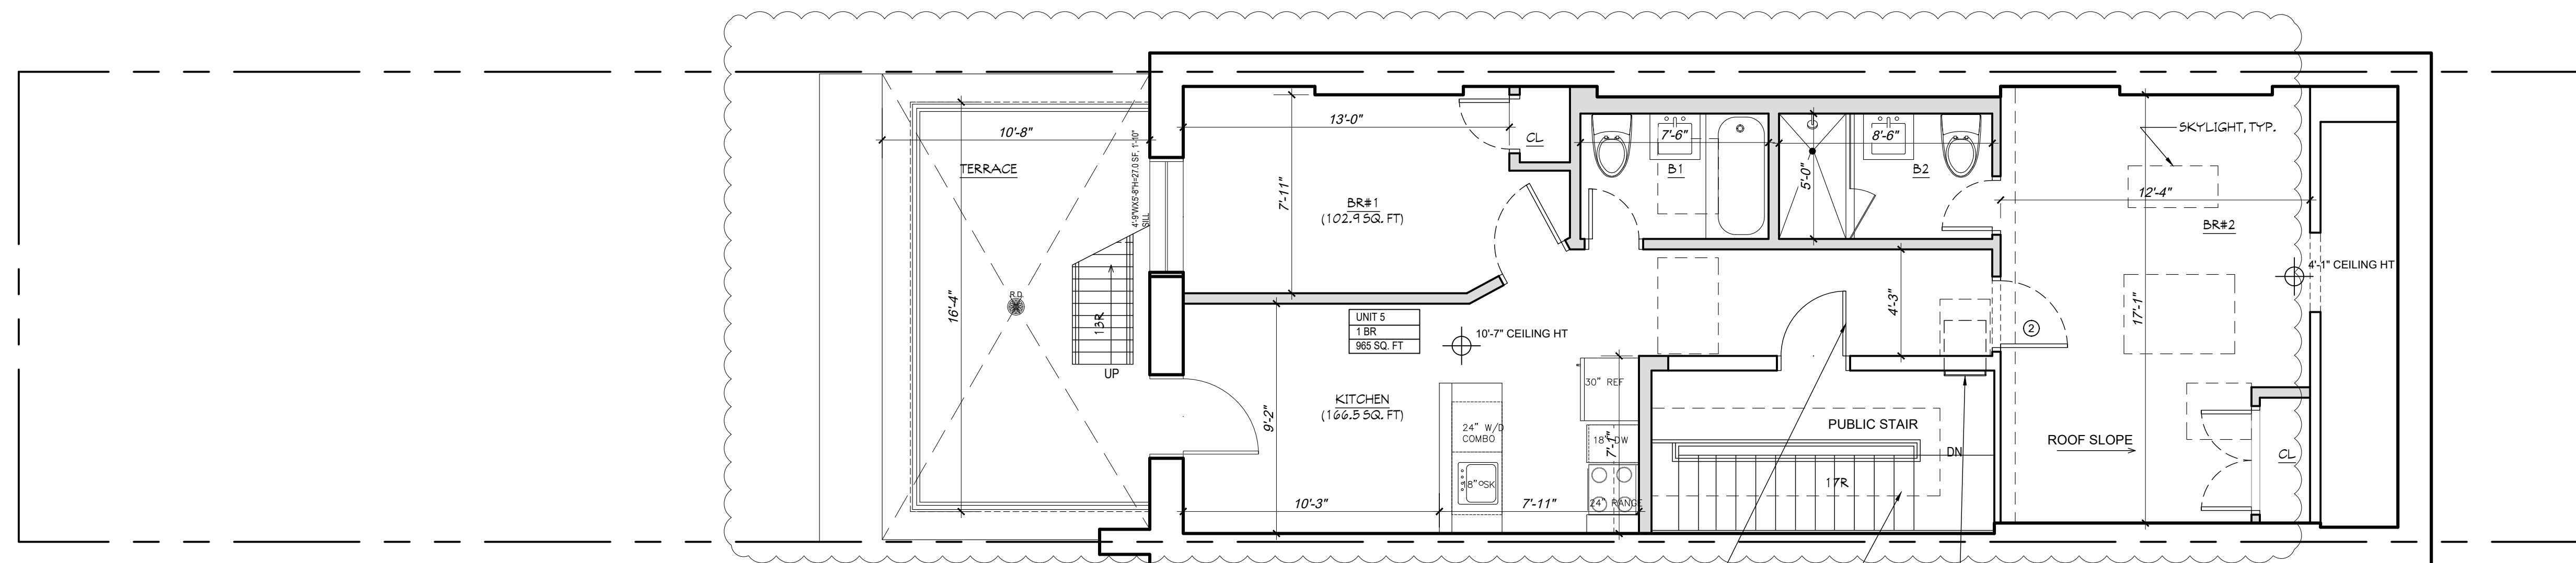 10'-8"
TERRACE
16'-4"
R.D.
13R
UP
4'-9"WX5'-8"H=27.0 SF, 1'-10"
SILL
13'-0"
7'-11"
BR#1
(102.9 SQ. FT)
CL
7'-6"
B1
5'-0"
8'-6"
B2
SKYLIGHT, TYP.
12'-4"
BR#2
4'-1" CEILING HT
17'-1"
4'-3"
2
UNIT 5
1 BR
965 SQ. FT
10'-7" CEILING HT
KITCHEN
(166.5 SQ. FT)
9'-2"
10'-3"
24" W/D
COMBO
18" SK
7'-11"
30" REF
18" DW
7'-1"
24" RANGE
PUBLIC STAIR
DN
17R
ROOF SLOPE
CL